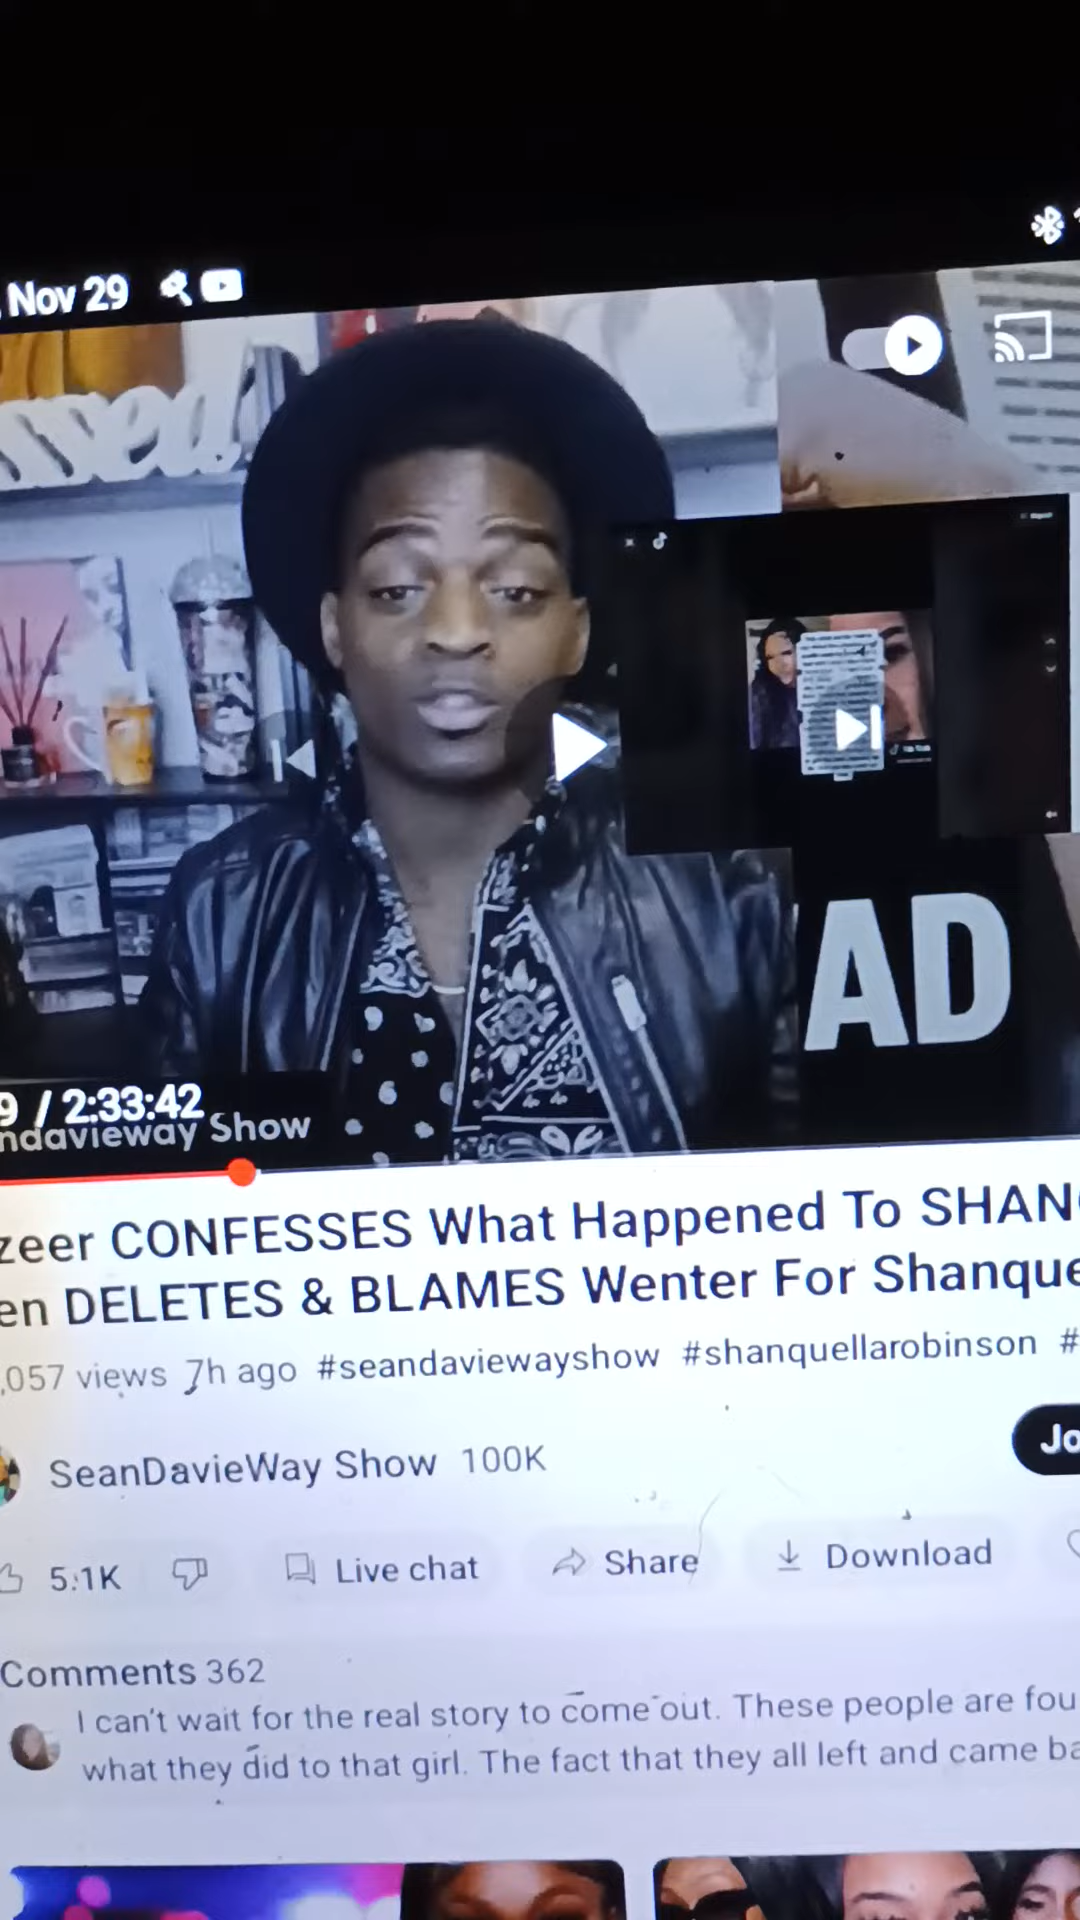 Nov 29
ssed
AD
9 / 2:33:42
ndavieway Show
zeer CONFESSES What Happened To SHAN
en DELETES & BLAMES Wenter For Shanque
,057 views 7h ago #seandaviewayshow #shanquellarobinson #
SeanDavieWay Show 100K
Jo
5.1K
Live chat
Share
Download
Comments 362
I can't wait for the real story to come out. These people are fou
what they did to that girl. The fact that they all left and came ba